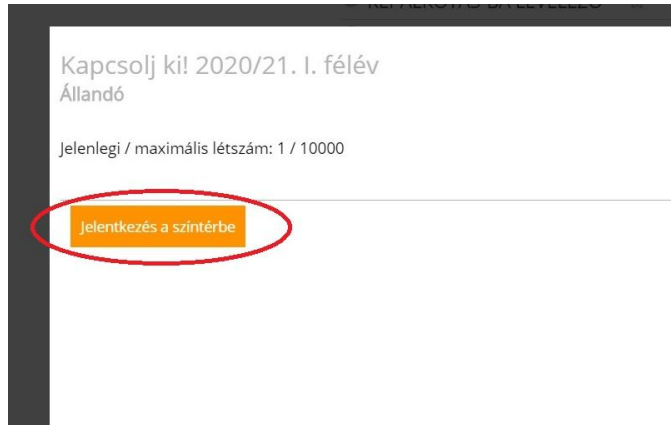 Kapcsolj ki! 2020/21. I. félév
Állandó
Jelenlegi / maximális létszám: 1 / 10000
Jelentkezés a színtérbe